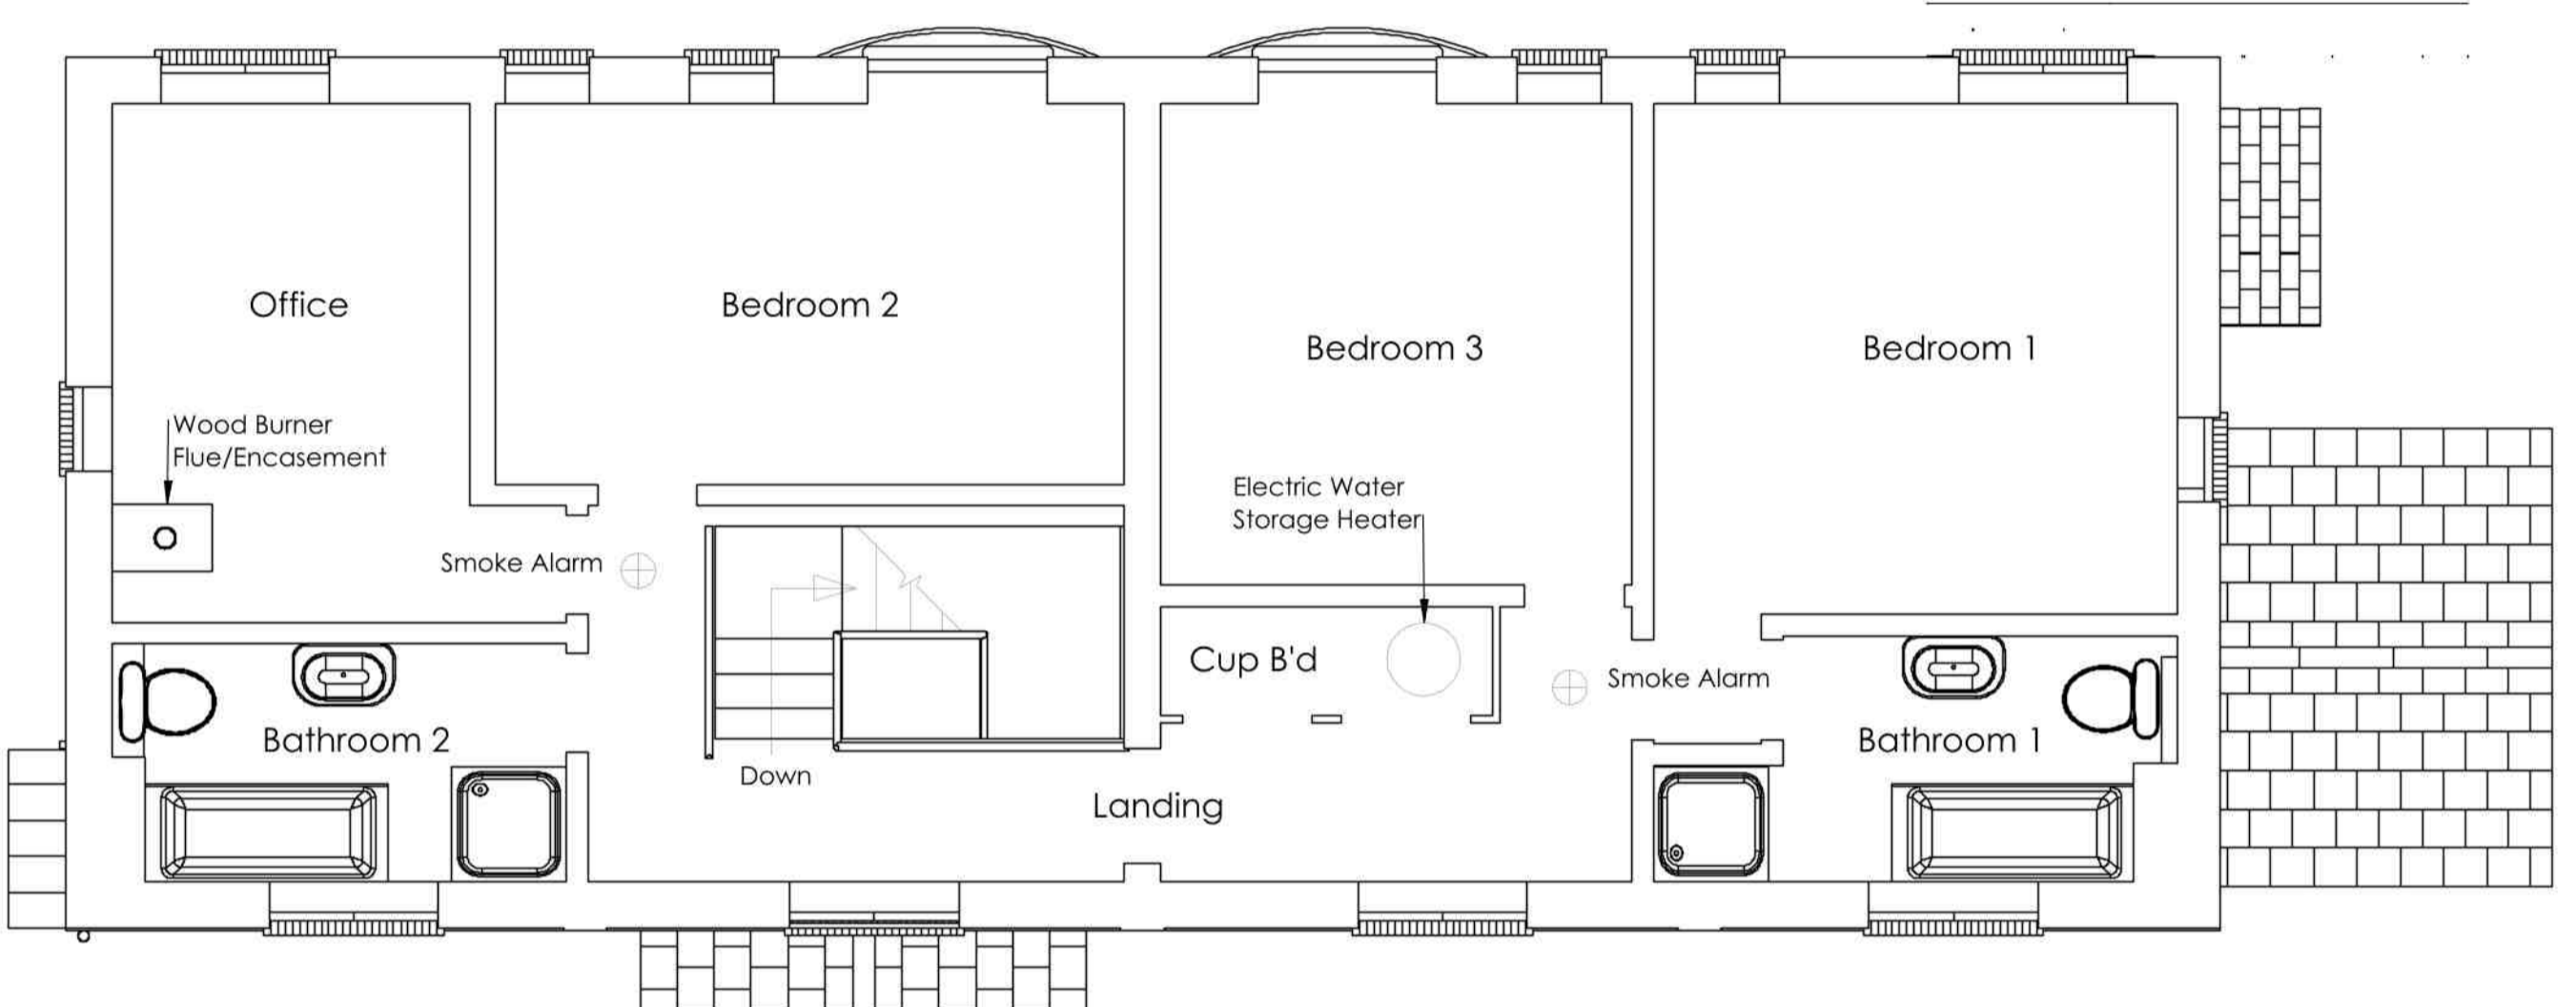 Office
Bedroom 2
Bedroom 3
Bedroom 1
Wood Burner
Flue/Encasement
Electric Water
Storage Heater
Smoke Alarm
Cup B'd
Smoke Alarm
Bathroom 2
Bathroom 1
Down
Landing